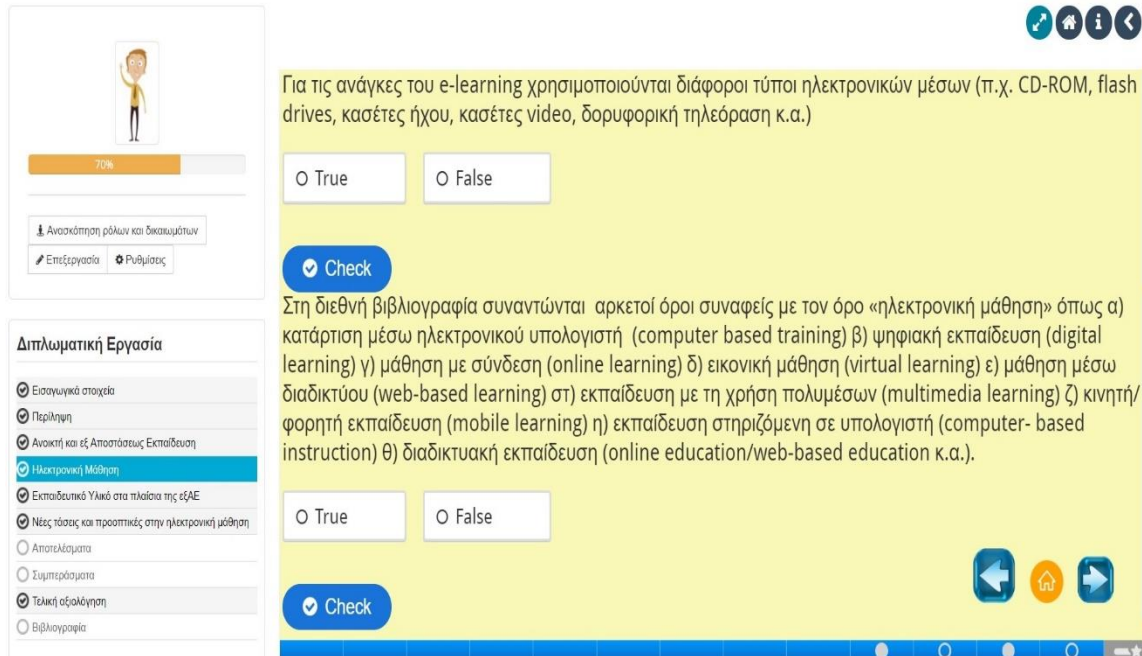 70%
Ανασκόπηση ρόλων και δικαιωμάτων
Επεξεργασία
Ρυθμίσεις
Διπλωματική Εργασία
Εισαγωγικά στοιχεία
Περίληψη
Ανοικτή και εξ Αποστάσεως Εκπαίδευση
Ηλεκτρονική Μάθηση
Εκπαιδευτικό Υλικό στα πλαίσια της εξΑΕ
Νέες τάσεις και προοπτικές στην ηλεκτρονική μάθηση
Αποτελέσματα
Συμπεράσματα
Τελική αξιολόγηση
Βιβλιογραφία
Για τις ανάγκες του e-learning χρησιμοποιούνται διάφοροι τύποι ηλεκτρονικών μέσων (π.χ. CD-ROM, flash
drives, κασέτες ήχου, κασέτες video, δορυφορική τηλεόραση κ.α.)
True
False
Check
Στη διεθνή βιβλιογραφία συναντώνται αρκετοί όροι συναφείς με τον όρο «ηλεκτρονική μάθηση» όπως α)
κατάρτιση μέσω ηλεκτρονικού υπολογιστή (computer based training) β) ψηφιακή εκπαίδευση (digital
learning) γ) μάθηση με σύνδεση (online learning) δ) εικονική μάθηση (virtual learning) ε) μάθηση μέσω
διαδικτύου (web-based learning) στ) εκπαίδευση με τη χρήση πολυμέσων (multimedia learning) ζ) κινητή/
φορητή εκπαίδευση (mobile learning) η) εκπαίδευση στηριζόμενη σε υπολογιστή (computer- based
instruction) θ) διαδικτυακή εκπαίδευση (online education/web-based education κ.α.).
True
False
Check